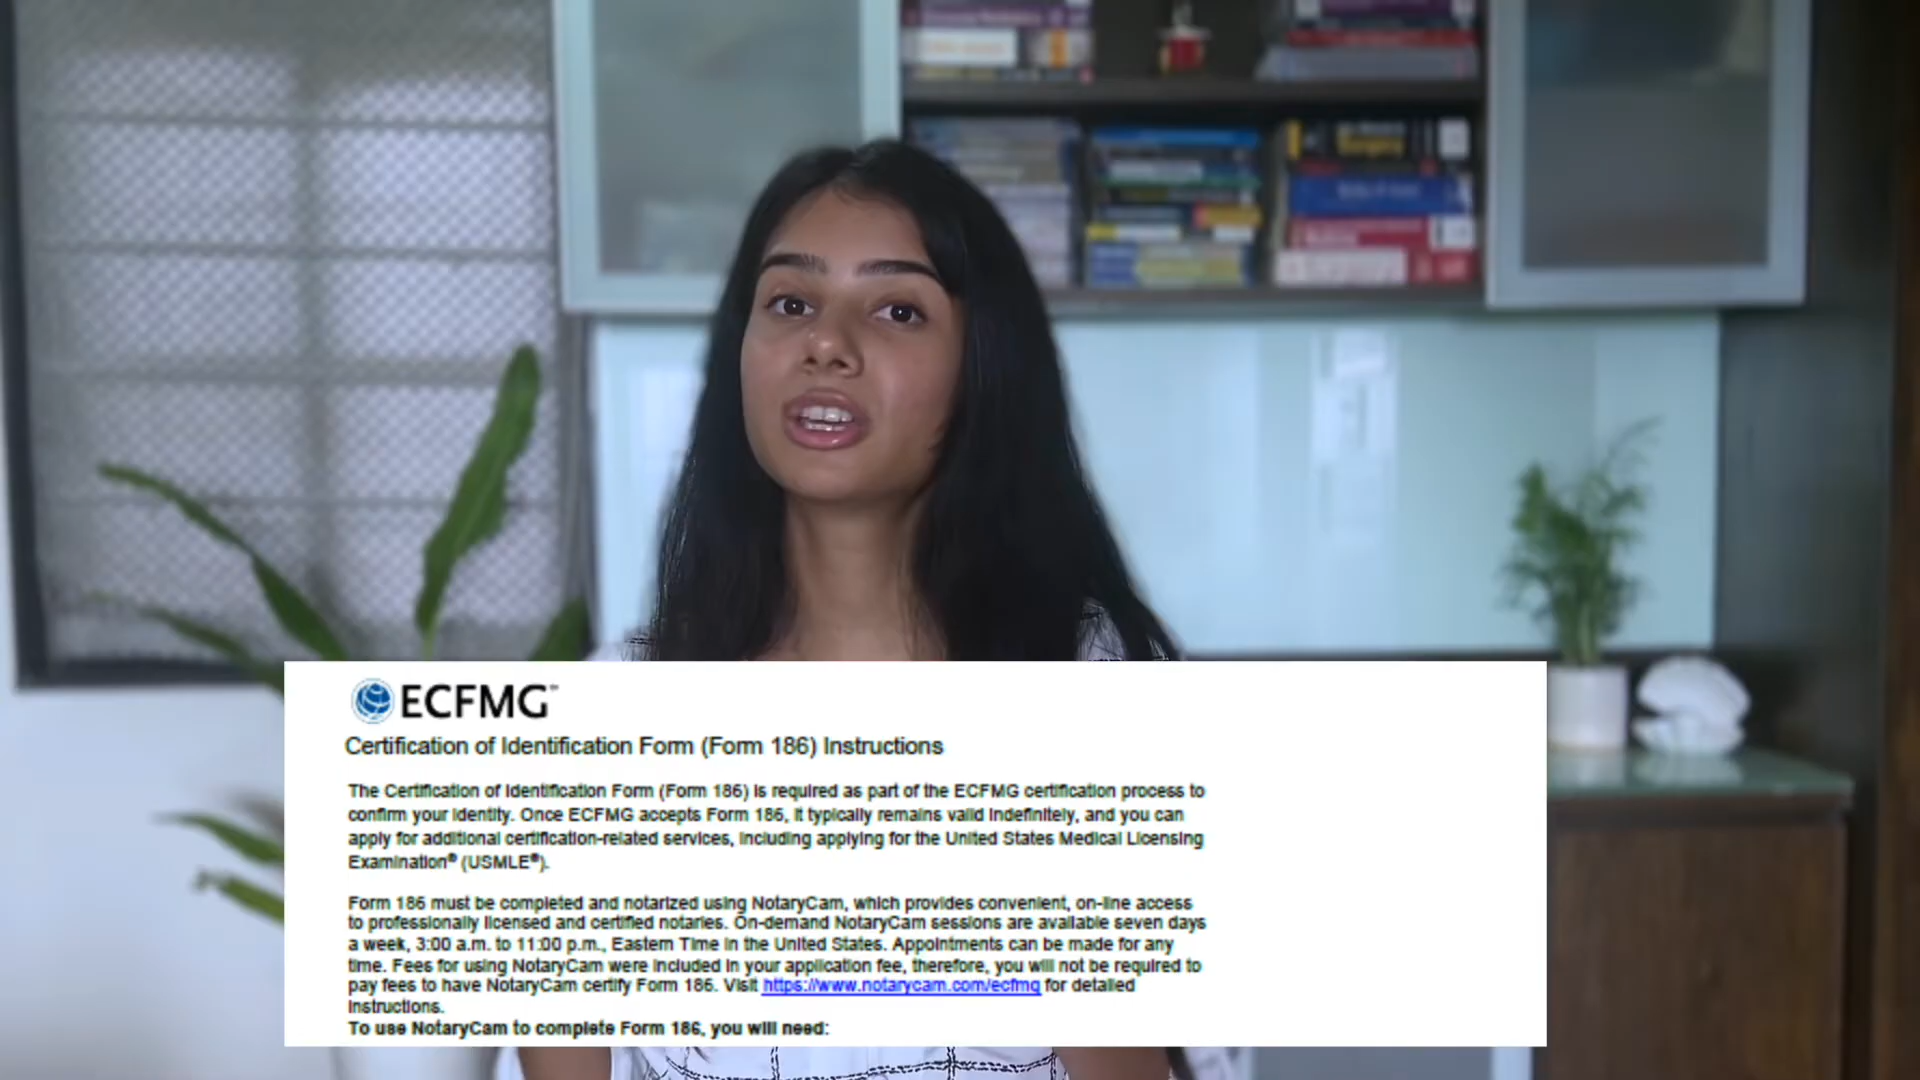 ECFMG™
Certification of Identification Form (Form 186) Instructions
The Certification of Identification Form (Form 186) is required as part of the ECFMG certification process to
confirm your identity. Once ECFMG accepts Form 186, it typically remains valid indefinitely, and you can
apply for additional certification-related services, including applying for the United States Medical Licensing
Examination® (USMLE®).
Form 186 must be completed and notarized using NotaryCam, which provides convenient, on-line access
to professionally licensed and certified notaries. On-demand NotaryCam sessions are available seven days
a week, 3:00 a.m. to 11:00 p.m., Eastern Time in the United States. Appointments can be made for any
time. Fees for using NotaryCam were included in your application fee, therefore, you will not be required to
pay fees to have NotaryCam certify Form 186. Visit https://www.notarycam.com/ecfmg for detailed
instructions.
To use NotaryCam to complete Form 186, you will need: